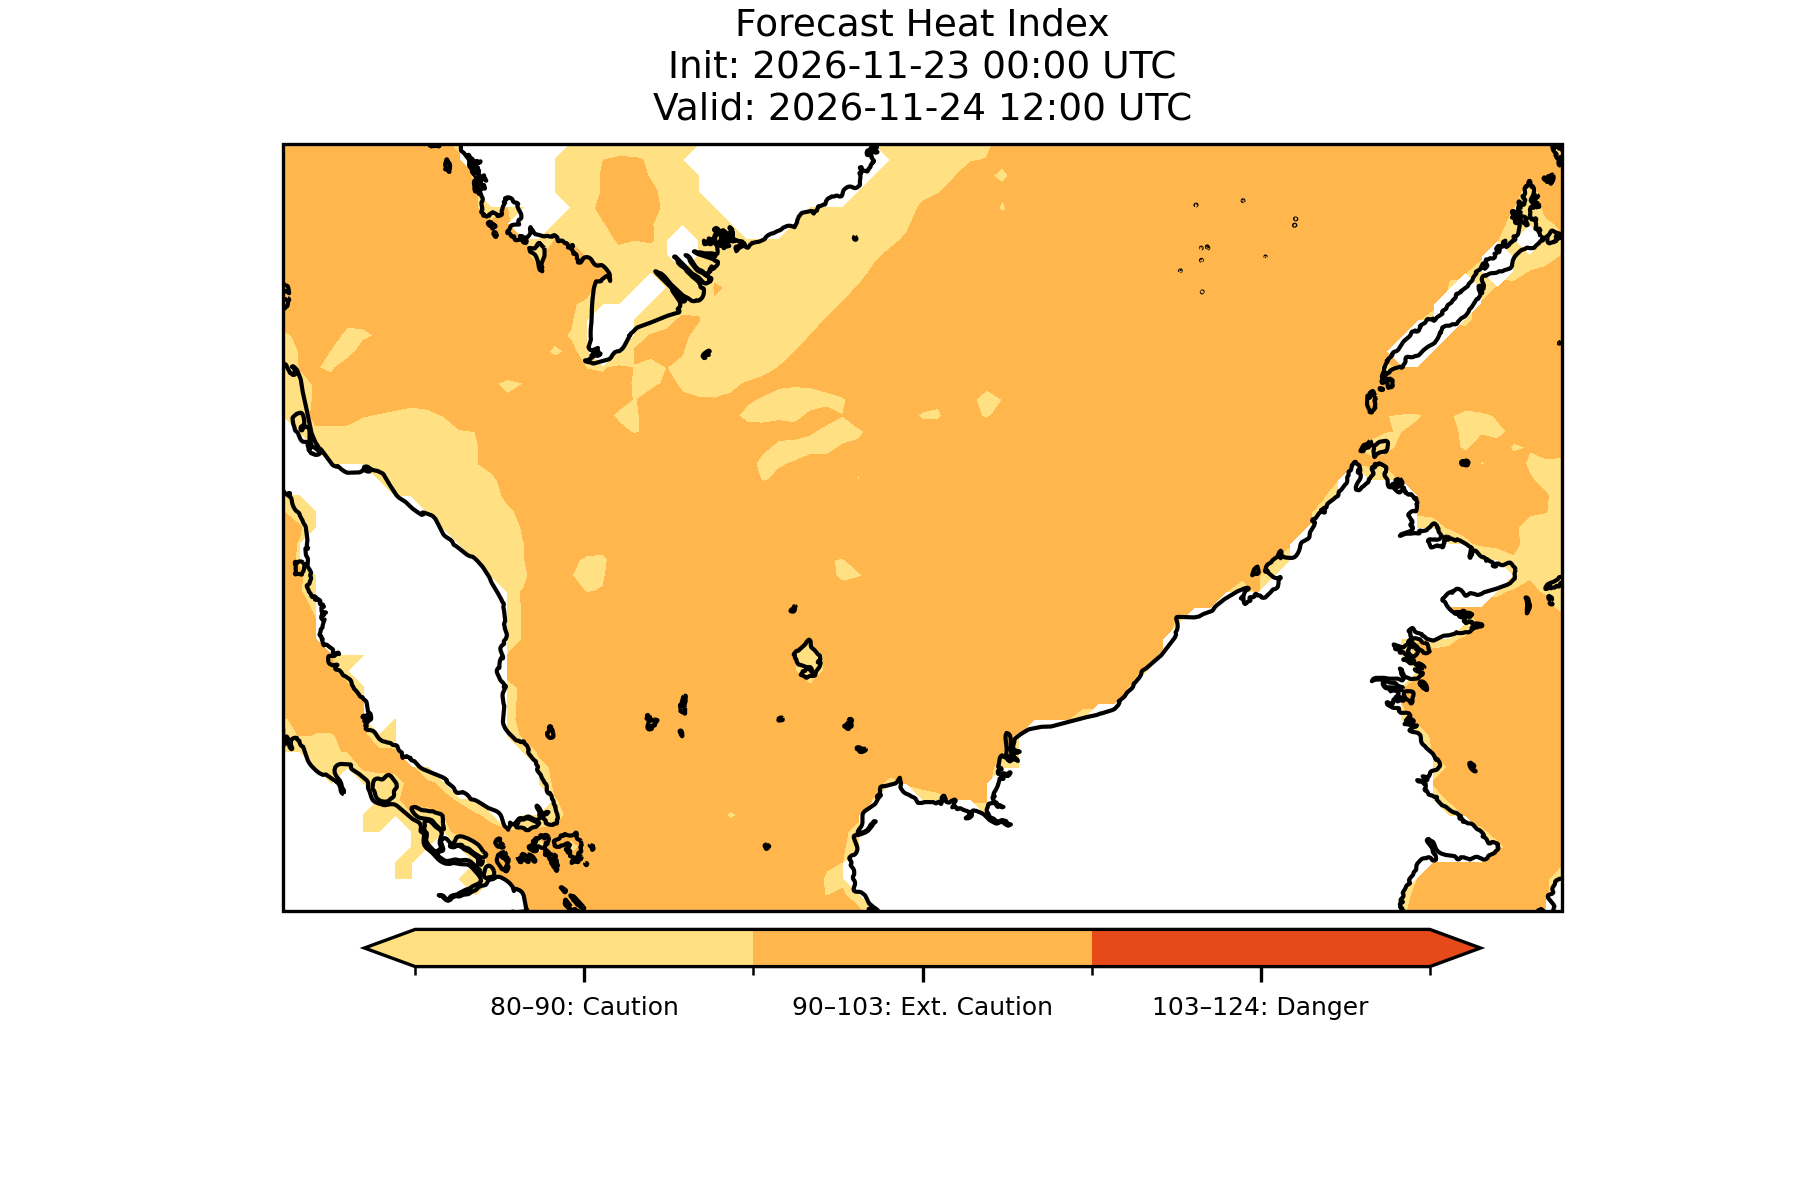 Forecast Heat Index
Init: 2026-11-23 00:00 UTC
Valid: 2026-11-24 12:00 UTC
80–90: Caution
90–103: Ext. Caution
103–124: Danger